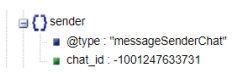 sender
@type : "messageSenderChat"
chat_id : -1001247633731